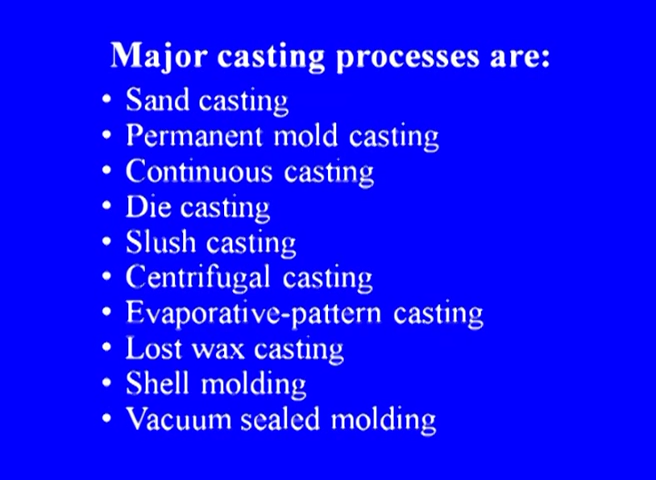 Major casting processes are:
• Sand casting
• Permanent mold casting
• Continuous casting
• Die casting
• Slush casting
• Centrifugal casting
• Evaporative-pattern casting
• Lost wax casting
• Shell molding
• Vacuum sealed molding